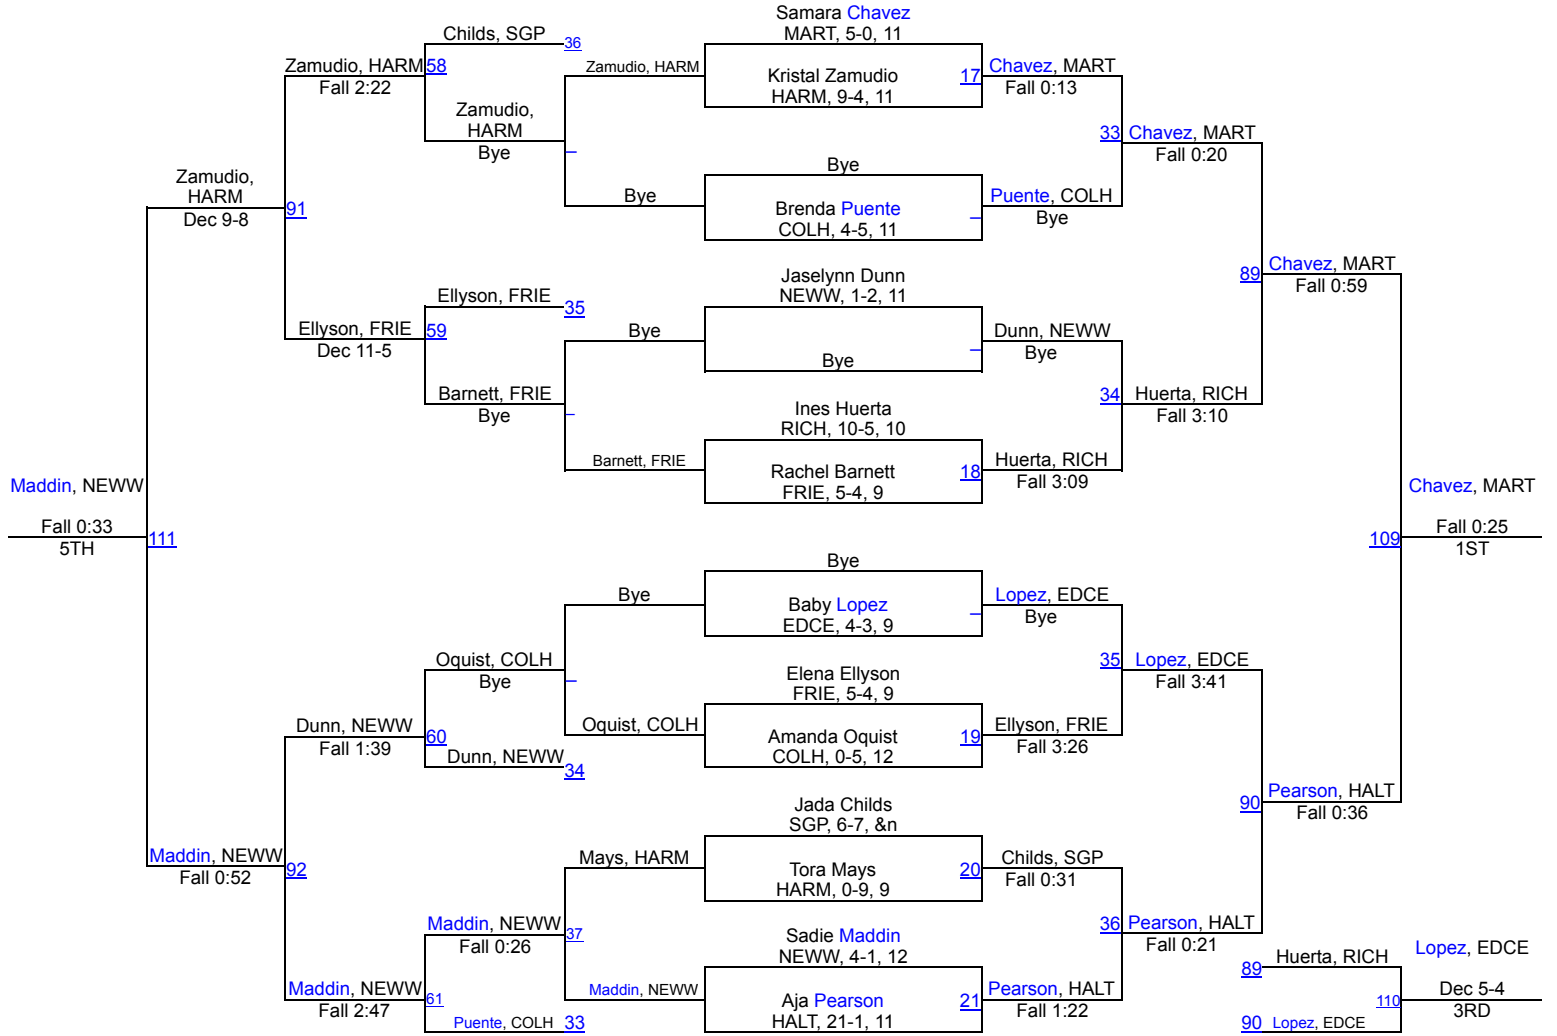 Samara Chavez
MART, 5-0, 11
Childs, SGP
36
Zamudio, HARM
58
Fall 2:22
Zamudio, HARM
Kristal Zamudio
HARM, 9-4, 11
17
Chavez, MART
Fall 0:13
Zamudio,
HARM
Bye
_
33
Chavez, MART
Fall 0:20
Bye
Zamudio,
HARM
Dec 9-8
91
Bye
Brenda Puente
COLH, 4-5, 11
_
Puente, COLH
Bye
Jaselynn Dunn
NEWW, 1-2, 11
89
Chavez, MART
Fall 0:59
Ellyson, FRIE
35
Ellyson, FRIE
59
Dec 11-5
Bye
Bye
_
Dunn, NEWW
Bye
Barnett, FRIE
Bye
_
34
Huerta, RICH
Fall 3:10
Ines Huerta
RICH, 10-5, 10
Barnett, FRIE
Rachel Barnett
FRIE, 5-4, 9
18
Huerta, RICH
Fall 3:09
Maddin, NEWW
Fall 0:33
5TH
111
Chavez, MART
109
Fall 0:25
1ST
Bye
Bye
Baby Lopez
EDCE, 4-3, 9
_
Lopez, EDCE
Bye
Oquist, COLH
Bye
_
35
Lopez, EDCE
Fall 3:41
Elena Ellyson
FRIE, 5-4, 9
Dunn, NEWW
Fall 1:39
60
Oquist, COLH
Amanda Oquist
COLH, 0-5, 12
19
Ellyson, FRIE
Fall 3:26
Dunn, NEWW
34
90
Pearson, HALT
Fall 0:36
Jada Childs
SGP, 6-7, &n
Maddin, NEWW
Fall 0:52
92
Mays, HARM
Tora Mays
HARM, 0-9, 9
20
Childs, SGP
Fall 0:31
Maddin, NEWW
Fall 0:26
37
36
Pearson, HALT
Fall 0:21
Sadie Maddin
NEWW, 4-1, 12
Maddin, NEWW
Fall 2:47
61
Maddin, NEWW
Aja Pearson
HALT, 21-1, 11
21
Pearson, HALT
Fall 1:22
Puente, COLH
33
89
Huerta, RICH
Lopez, EDCE
110
Dec 5-4
3RD
90
Lopez, EDCE